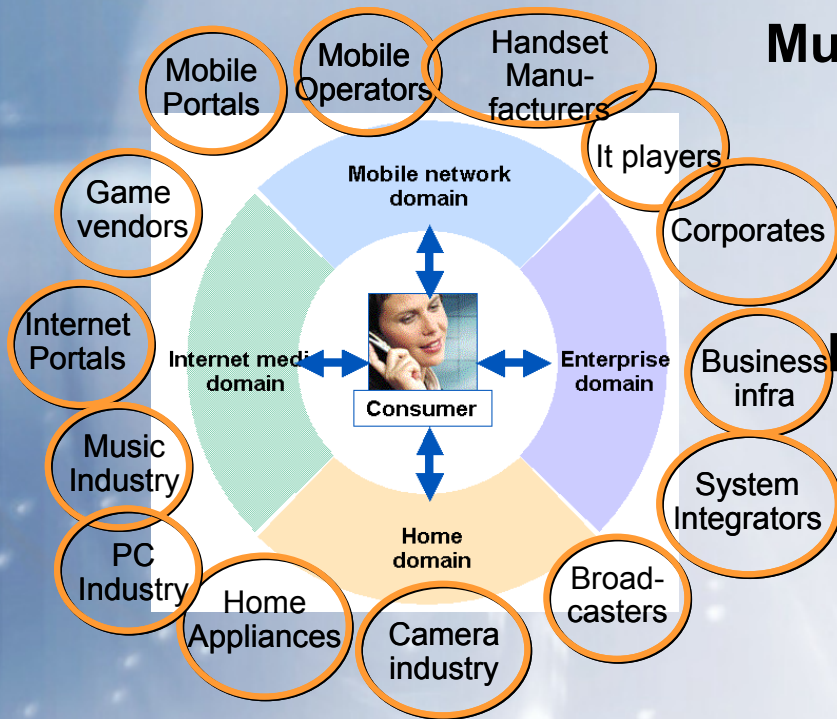 Mu
Mobile
Portals
Mobile
Operators
Handset
Manu-
facturers
It players
Corporates
Game
vendors
Mobile network
domain
Internet
Portals
Internet medi
domain
Enterprise
domain
Business
infra
Consumer
Music
Industry
System
Integrators
PC
Industry
Home
domain
Home
Appliances
Camera
industry
Broad-
casters